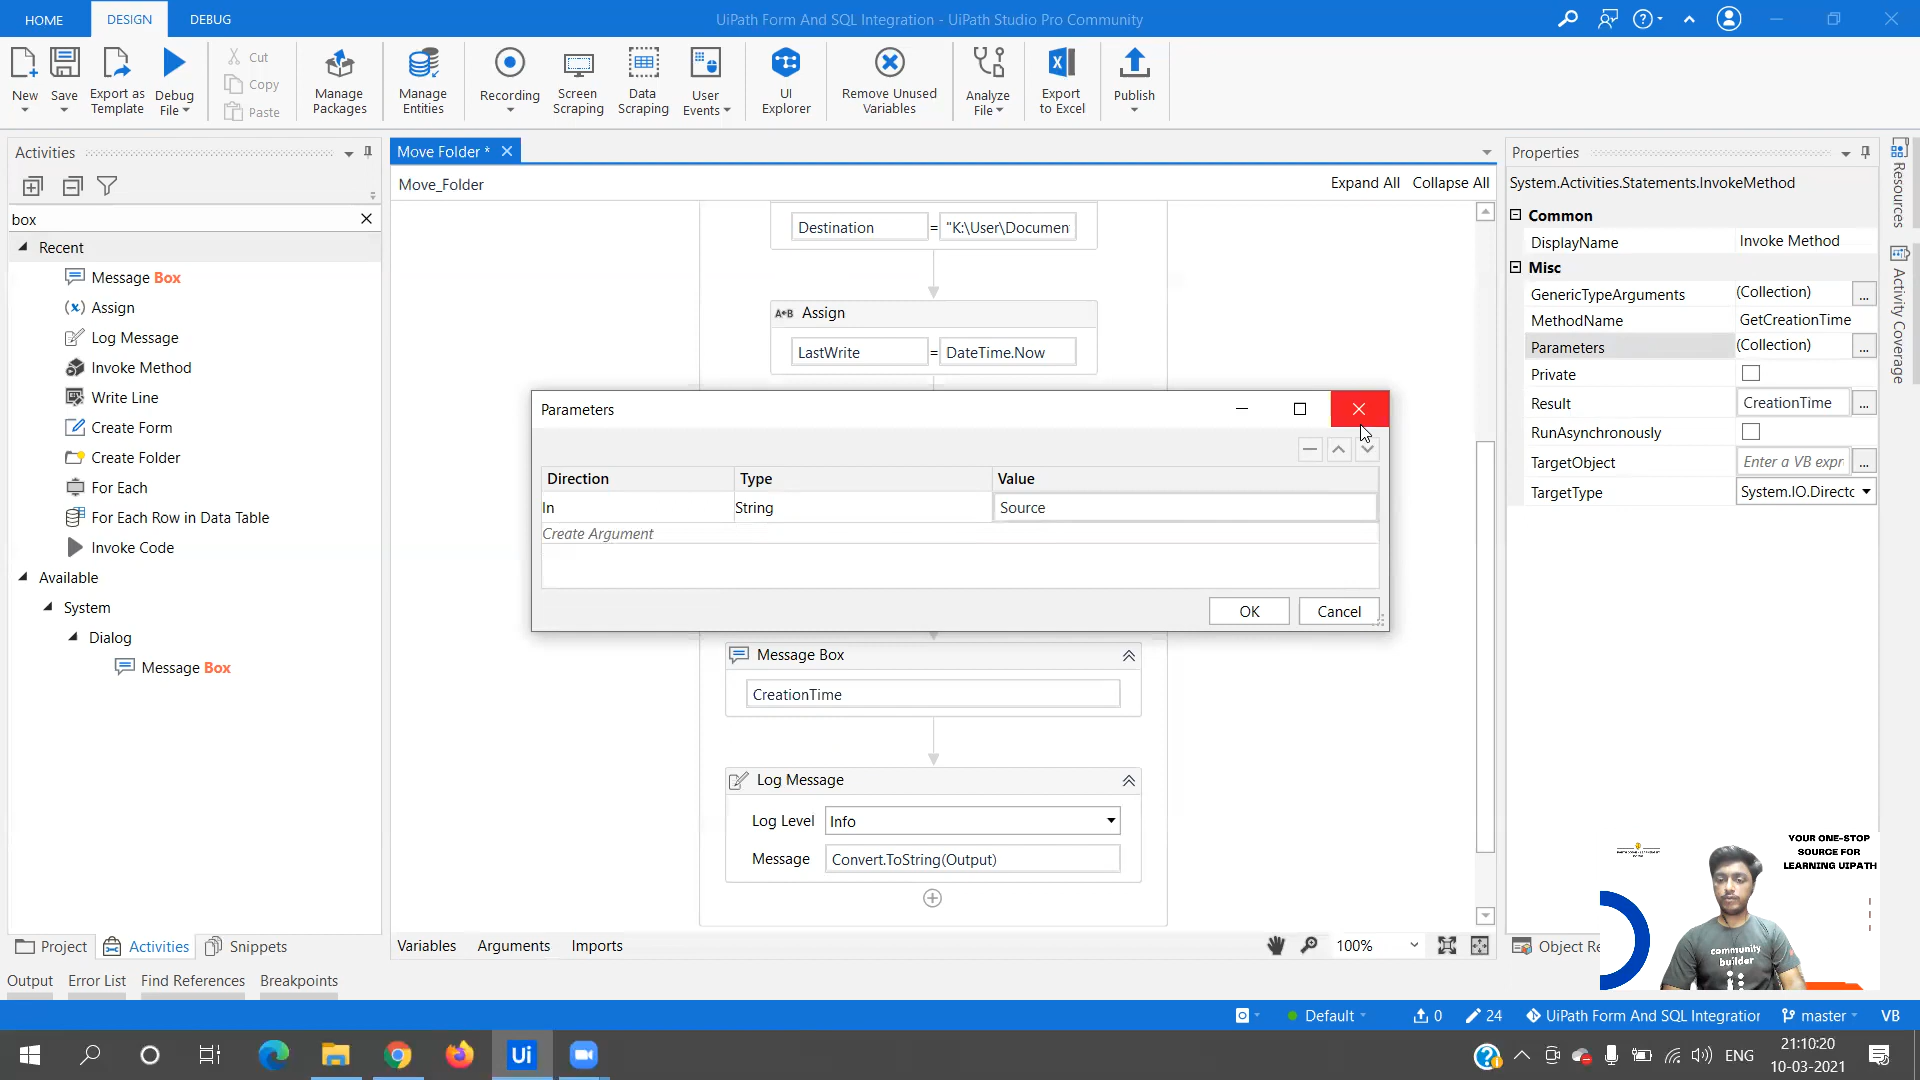 HOME
DESIGN
DEBUG
UiPath Form And SQL Integration - UiPath Studio Pro Community
New
Save
Export as Template
Debug File
Cut
Copy
Paste
Manage Packages
Manage Entities
Recording
Screen Scraping
Data Scraping
User Events
UI Explorer
Remove Unused Variables
Analyze File
Export to Excel
Publish
Activities
box
Recent
Message Box
Assign
Log Message
Invoke Method
Write Line
Create Form
Create Folder
For Each
For Each Row in Data Table
Invoke Code
Available
System
Dialog
Message Box
Project
Activities
Snippets
Output
Error List
Find References
Breakpoints
Move Folder *
Move_Folder
Expand All
Collapse All
Destination = "K:\User\Documen
A+B Assign
LastWrite = DateTime.Now
Parameters
Direction Type Value
In String Source
Create Argument
OK
Cancel
Message Box
CreationTime
Log Message
Log Level Info
Message Convert.ToString(Output)
Variables
Arguments
Imports
100%
Properties
System.Activities.Statements.InvokeMethod
Common
DisplayName Invoke Method
Misc
GenericTypeArguments (Collection) ...
MethodName GetCreationTime
Parameters (Collection) ...
Private
Result CreationTime ...
RunAsynchronously
TargetObject Enter a VB expr ...
TargetType System.IO.Directc
Resources
Activity Coverage
Object Re
YOUR ONE-STOP
SOURCE FOR
LEARNING UIPATH
community
builder
Default
0
24
UiPath Form And SQL Integration
master
VB
Ui
ENG
21:10:20
10-03-2021